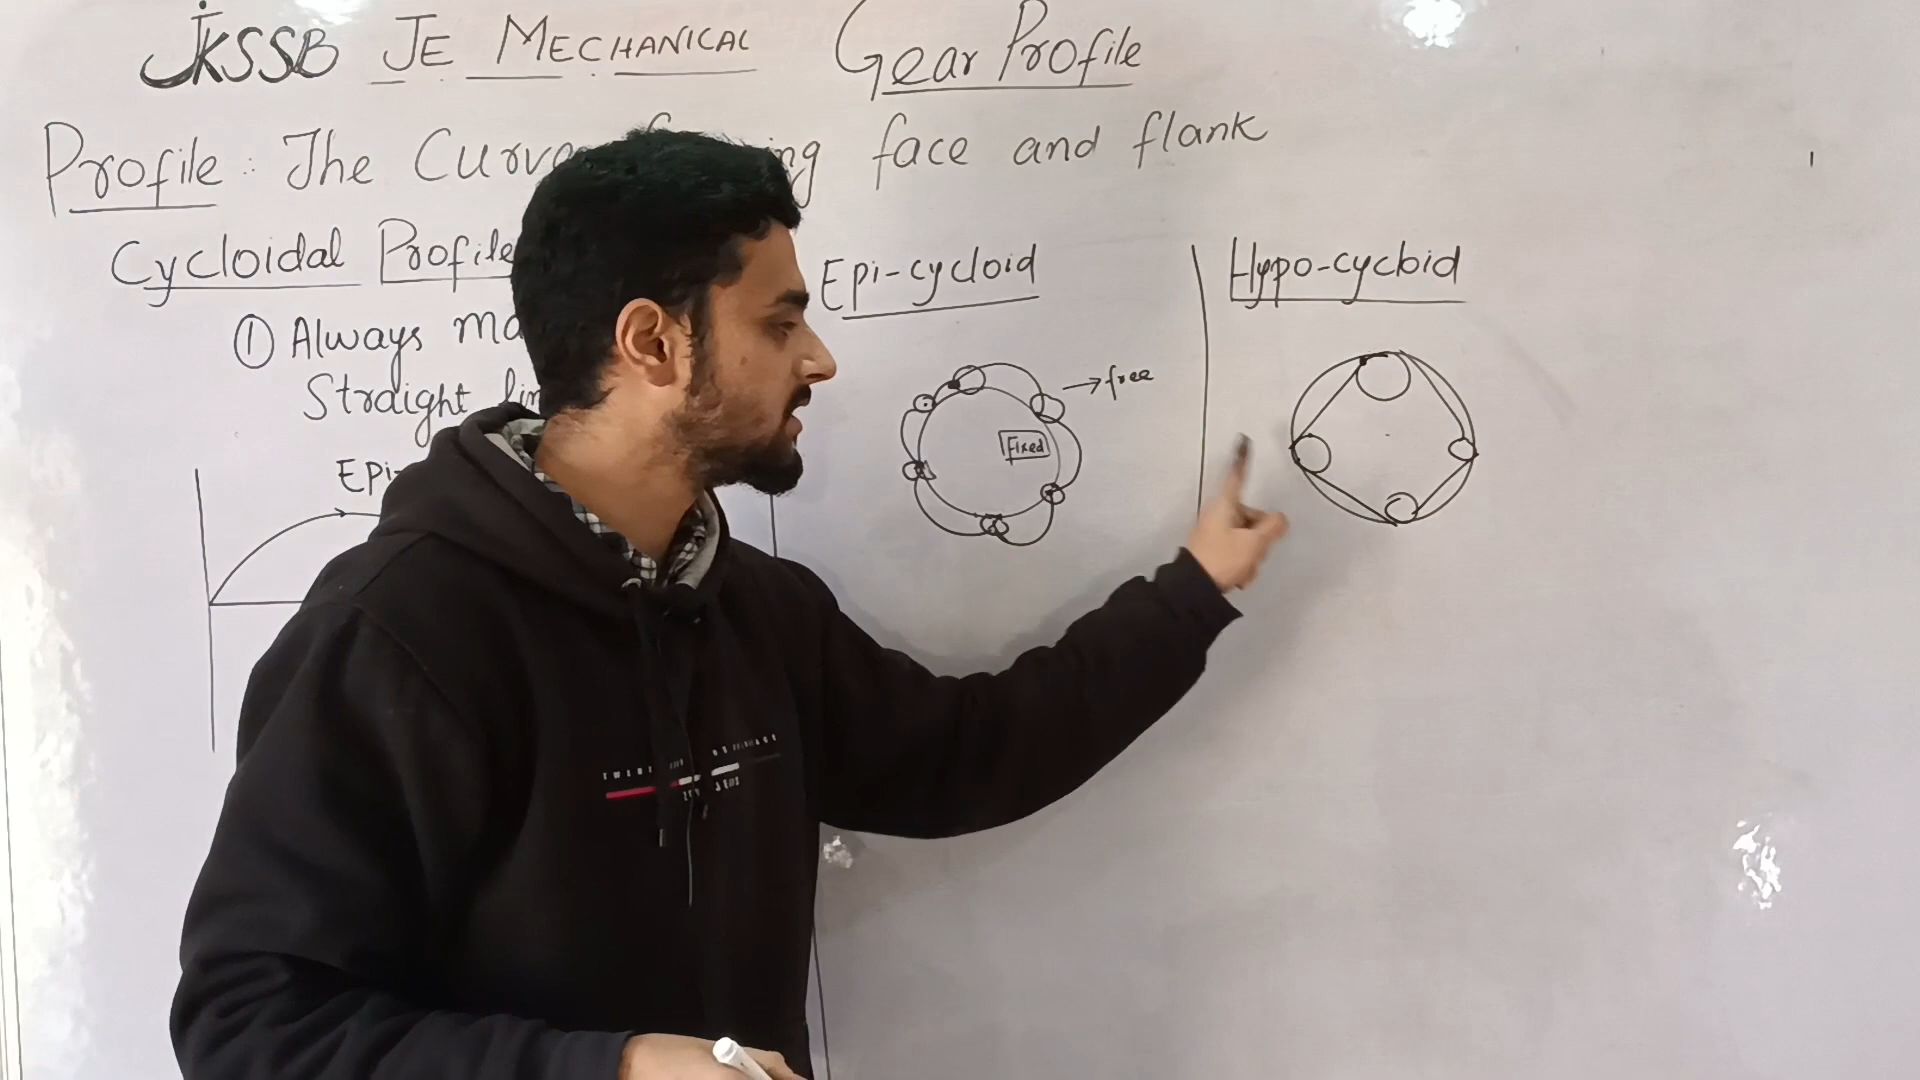 JKSSB JE MECHANICAL Gear Profile
Profile : The Curve face and flank
Cycloidal Profile
① Always
Straight
Epi-
Epi-cycloid
→ free
Fixed
Hypo-cycloid